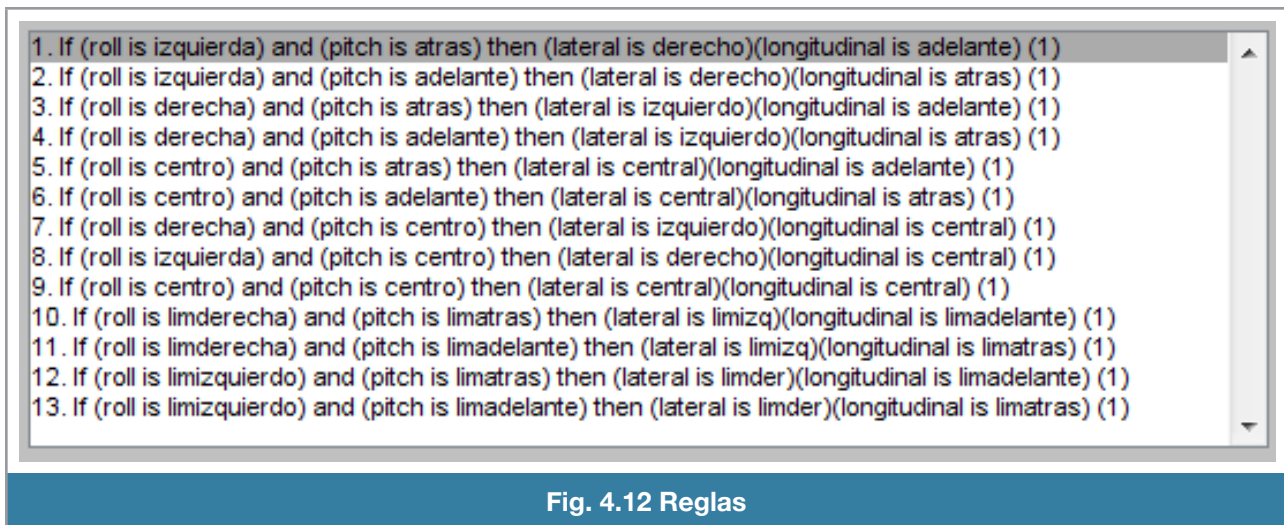 1. If (roll is izquierda) and (pitch is atras) then (lateral is derecho)(longitudinal is adelante) (1)
2. If (roll is izquierda) and (pitch is adelante) then (lateral is derecho)(longitudinal is atras) (1)
3. If (roll is derecha) and (pitch is atras) then (lateral is izquierdo)(longitudinal is adelante) (1)
4. If (roll is derecha) and (pitch is adelante) then (lateral is izquierdo)(longitudinal is atras) (1)
5. If (roll is centro) and (pitch is atras) then (lateral is central)(longitudinal is adelante) (1)
6. If (roll is centro) and (pitch is adelante) then (lateral is central)(longitudinal is atras) (1)
7. If (roll is derecha) and (pitch is centro) then (lateral is izquierdo)(longitudinal is central) (1)
8. If (roll is izquierda) and (pitch is centro) then (lateral is derecho)(longitudinal is central) (1)
9. If (roll is centro) and (pitch is centro) then (lateral is central)(longitudinal is central) (1)
10. If (roll is limderecha) and (pitch is limatras) then (lateral is limizq)(longitudinal is limadelante) (1)
11. If (roll is limderecha) and (pitch is limadelante) then (lateral is limizq)(longitudinal is limatras) (1)
12. If (roll is limizquierdo) and (pitch is limatras) then (lateral is limder)(longitudinal is limadelante) (1)
13. If (roll is limizquierdo) and (pitch is limadelante) then (lateral is limder)(longitudinal is limatras) (1)
Fig. 4.12 Reglas